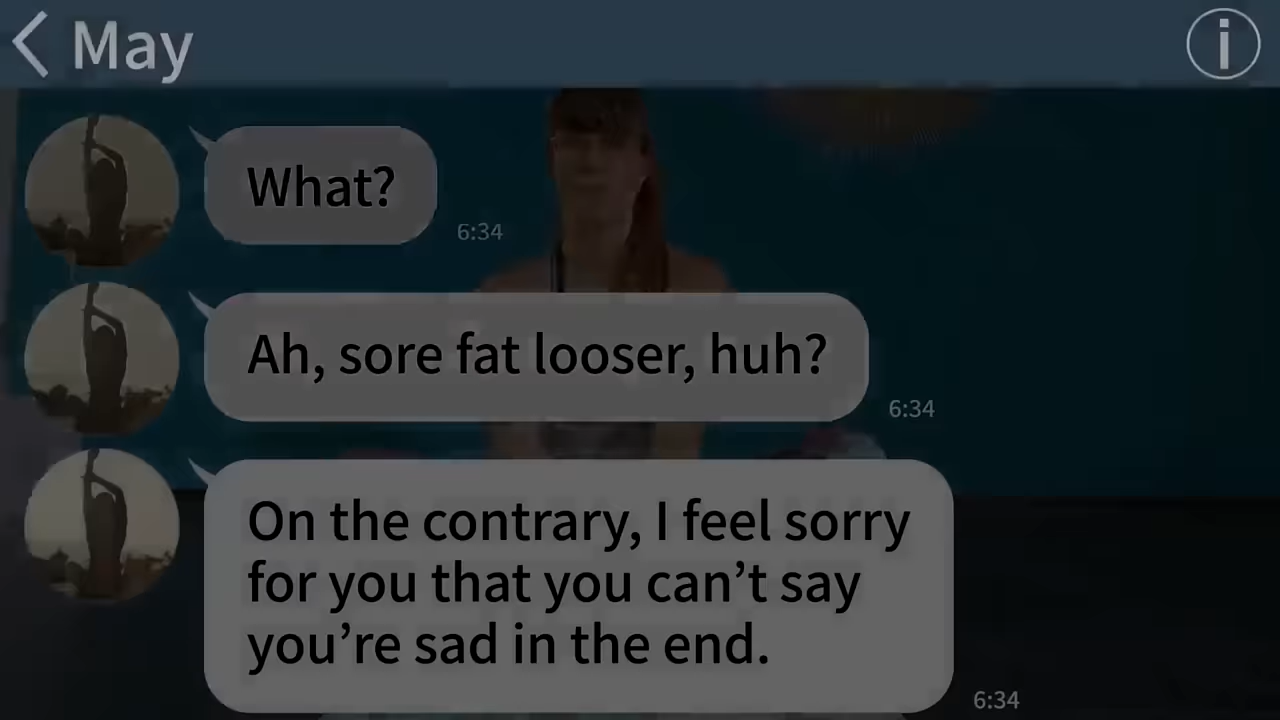 May
What?
6:34
Ah, sore fat looser, huh?
6:34
On the contrary, I feel sorry
for you that you can’t say
you’re sad in the end.
6:34